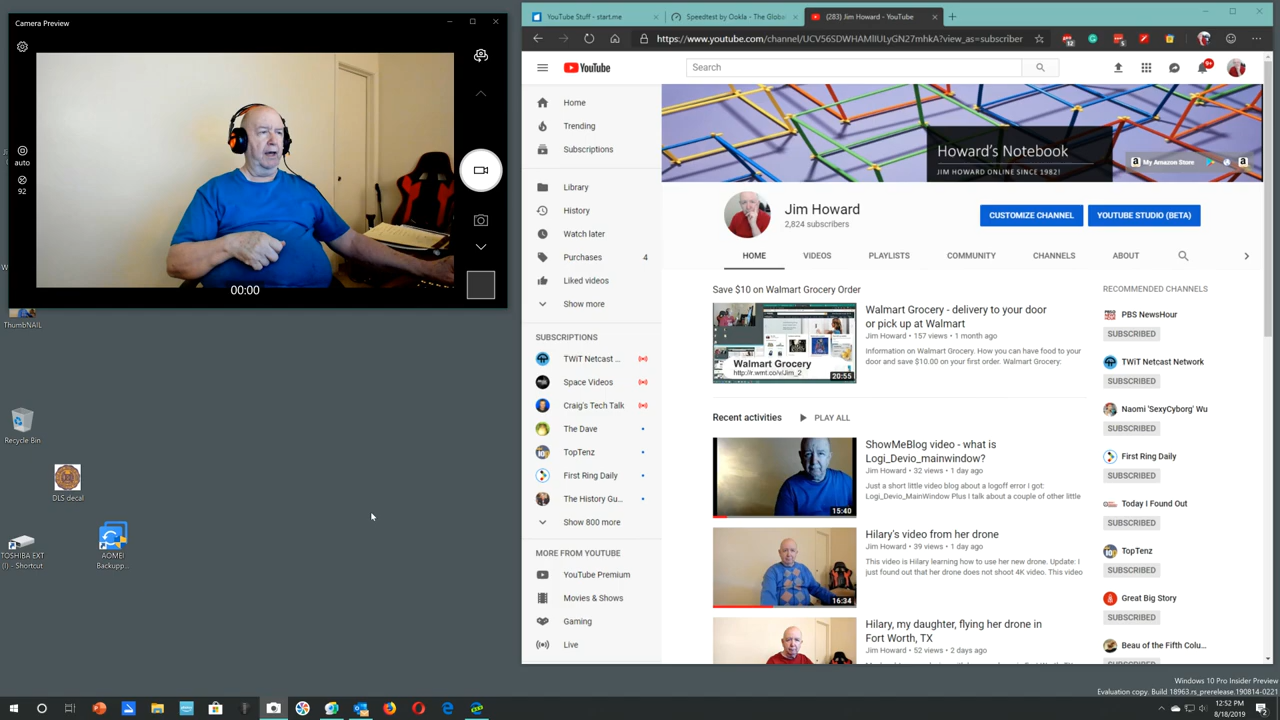 Camera Preview
auto
92
00:00
ThumbNAIL
Recycle Bin
DLS decal
TOSHIBA EXT
(I) - Shortcut
AOMEI
Backupp...
YouTube Stuff - start.me
Speedtest by Ookla - The Globa
(283) Jim Howard - YouTube
https://www.youtube.com/channel/UCV56SDWHAMlIULyGN27mhkA?view_as=subscriber
12
5
YouTube
Search
9+
Home
Trending
Subscriptions
Library
History
Watch later
Purchases 4
Liked videos
Show more
SUBSCRIPTIONS
TWiT Netcast ...
Space Videos
Craig's Tech Talk
The Dave
TopTenz
First Ring Daily
The History Gu...
Show 800 more
MORE FROM YOUTUBE
YouTube Premium
Movies & Shows
Gaming
Live
Howard's Notebook
JIM HOWARD ONLINE SINCE 1982!
My Amazon Store
Jim Howard
2,824 subscribers
CUSTOMIZE CHANNEL
YOUTUBE STUDIO (BETA)
HOME VIDEOS PLAYLISTS COMMUNITY CHANNELS ABOUT
Save $10 on Walmart Grocery Order
Walmart Grocery
http://r.wmt.co/v/Jim_2
20:55
Walmart Grocery - delivery to your door
or pick up at Walmart
Jim Howard • 157 views • 1 month ago
Information on Walmart Grocery. How you can have food to your
door and save $10.00 on your first order. Walmart Grocery:
Recent activities PLAY ALL
15:40
ShowMeBlog video - what is
Logi_Devio_mainwindow?
Jim Howard • 32 views • 1 day ago
Just a short little video blog about a logoff error I got:
Logi_Devio_MainWindow Plus I talk about a couple of other little
16:34
Hilary's video from her drone
Jim Howard • 39 views • 1 day ago
This video is Hilary learning how to use her new drone. Update: I
just found out that her drone does not shoot 4K video. This video
Hilary, my daughter, flying her drone in
Fort Worth, TX
Jim Howard • 52 views • 2 days ago
RECOMMENDED CHANNELS
PBS NewsHour
SUBSCRIBED
TWiT Netcast Network
SUBSCRIBED
Naomi 'SexyCyborg' Wu
SUBSCRIBED
First Ring Daily
SUBSCRIBED
Today I Found Out
SUBSCRIBED
TopTenz
SUBSCRIBED
Great Big Story
SUBSCRIBED
Beau of the Fifth Colu...
Windows 10 Pro Insider Preview
Evaluation copy. Build 18963.rs_prerelease.190814-0221
12:52 PM
8/18/2019
2